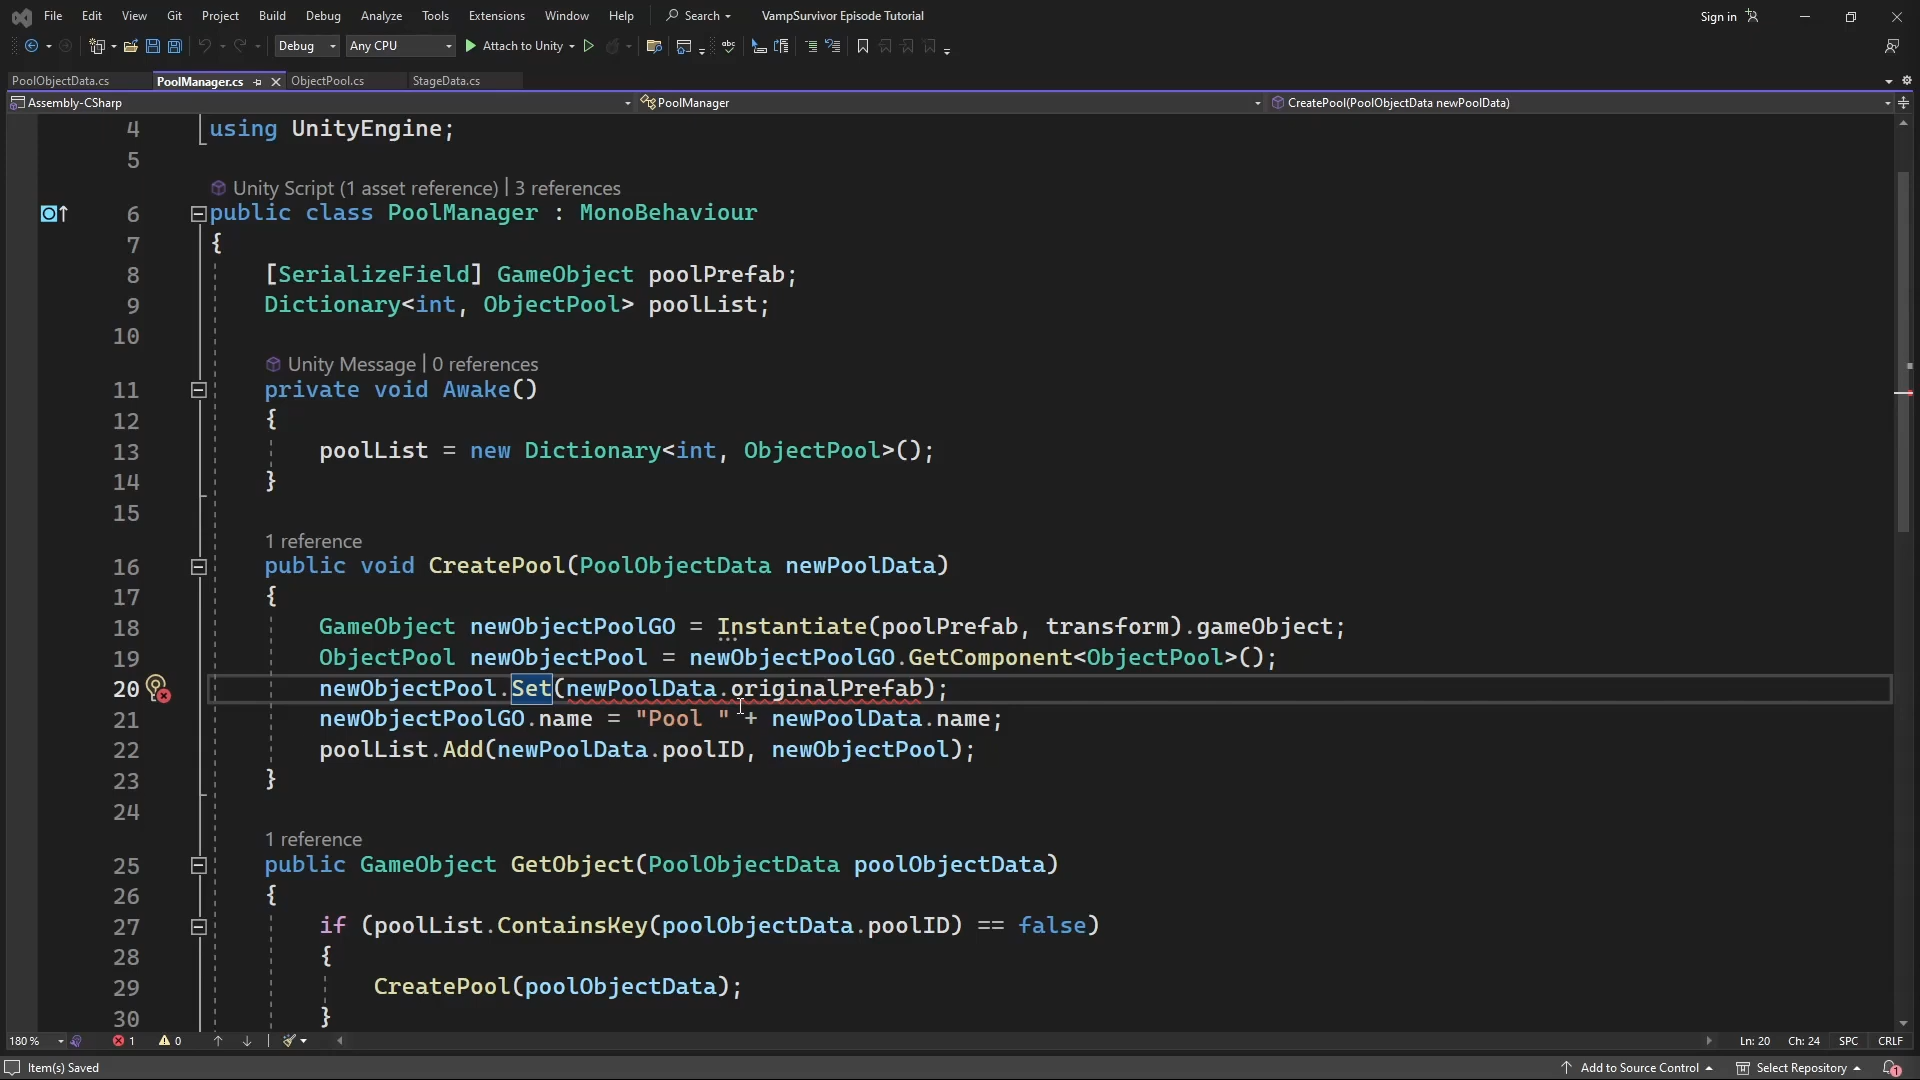 File Edit View Git Project Build Debug Analyze Tools Extensions Window Help Search VampSurvivor Episode Tutorial Sign in
Debug Any CPU Attach to Unity
PoolObjectData.cs PoolManager.cs ObjectPool.cs StageData.cs
Assembly-CSharp PoolManager CreatePool(PoolObjectData newPoolData)
4 using UnityEngine;
5
Unity Script (1 asset reference) | 3 references
6 public class PoolManager : MonoBehaviour
7 {
8 [SerializeField] GameObject poolPrefab;
9 Dictionary<int, ObjectPool> poolList;
10
Unity Message | 0 references
11 private void Awake()
12 {
13 poolList = new Dictionary<int, ObjectPool>();
14 }
15
1 reference
16 public void CreatePool(PoolObjectData newPoolData)
17 {
18 GameObject newObjectPoolGO = Instantiate(poolPrefab, transform).gameObject;
19 ObjectPool newObjectPool = newObjectPoolGO.GetComponent<ObjectPool>();
20 newObjectPool.Set(newPoolData.originalPrefab);
21 newObjectPoolGO.name = "Pool " + newPoolData.name;
22 poolList.Add(newPoolData.poolID, newObjectPool);
23 }
24
1 reference
25 public GameObject GetObject(PoolObjectData poolObjectData)
26 {
27 if (poolList.ContainsKey(poolObjectData.poolID) == false)
28 {
29 CreatePool(poolObjectData);
30 }
180 % 1 0 Ln: 20 Ch: 24 SPC CRLF
Item(s) Saved Add to Source Control Select Repository 1